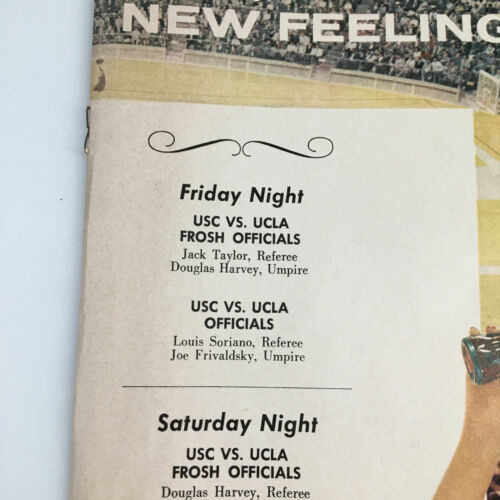 NEW FEELING
Friday Night
USC VS. UCLA
FROSH OFFICIALS
Jack Taylor, Referee
Douglas Harvey, Umpire
USC VS. UCLA
OFFICIALS
Louis Soriano, Referee
Joe Frivaldsky, Umpire
Saturday Night
USC VS. UCLA
FROSH OFFICIALS
Douglas Harvey, Referee